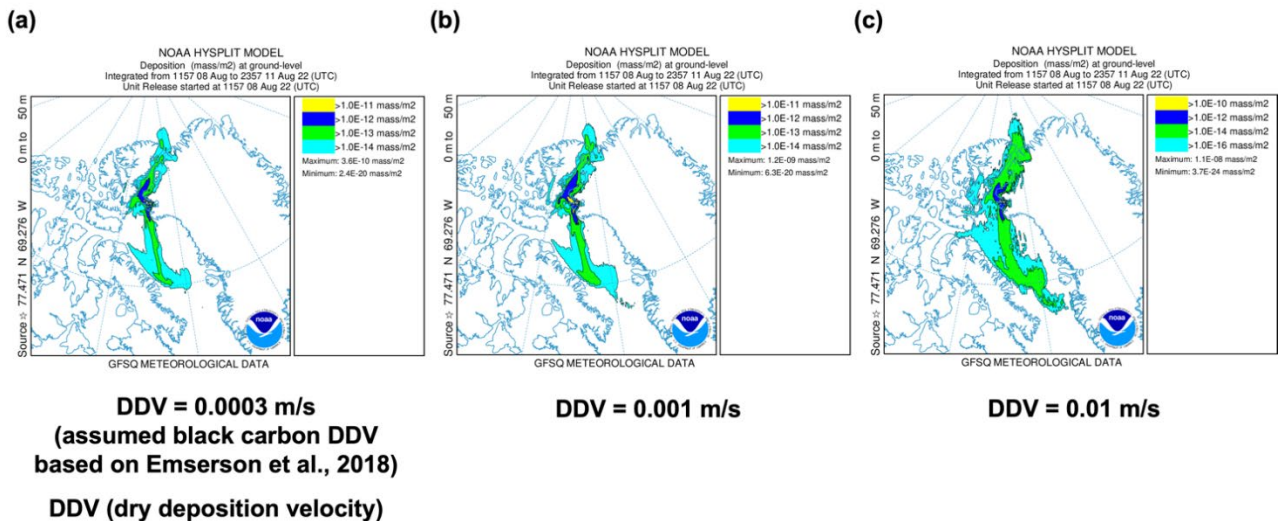 (a)
NOAA HYSPLIT MODEL
Deposition (mass/m2) at ground-level
Integrated from 1157 08 Aug to 2357 11 Aug 22 (UTC)
Unit Release started at 1157 08 Aug 22 (UTC)
Source ☆ 77.471 N 69.276 W 0 m to 50 m
>1.0E-11 mass/m2
>1.0E-12 mass/m2
>1.0E-13 mass/m2
>1.0E-14 mass/m2
Maximum: 3.6E-10 mass/m2
Minimum: 2.4E-20 mass/m2
noaa
GFSQ METEOROLOGICAL DATA
DDV = 0.0003 m/s
(assumed black carbon DDV
based on Emserson et al., 2018)
DDV (dry deposition velocity)
(b)
NOAA HYSPLIT MODEL
Deposition (mass/m2) at ground-level
Integrated from 1157 08 Aug to 2357 11 Aug 22 (UTC)
Unit Release started at 1157 08 Aug 22 (UTC)
Source ☆ 77.471 N 69.276 W 0 m to 50 m
>1.0E-11 mass/m2
>1.0E-12 mass/m2
>1.0E-13 mass/m2
>1.0E-14 mass/m2
Maximum: 1.2E-09 mass/m2
Minimum: 6.3E-20 mass/m2
noaa
GFSQ METEOROLOGICAL DATA
DDV = 0.001 m/s
(c)
NOAA HYSPLIT MODEL
Deposition (mass/m2) at ground-level
Integrated from 1157 08 Aug to 2357 11 Aug 22 (UTC)
Unit Release started at 1157 08 Aug 22 (UTC)
Source ☆ 77.471 N 69.276 W 0 m to 50 m
>1.0E-10 mass/m2
>1.0E-12 mass/m2
>1.0E-14 mass/m2
>1.0E-16 mass/m2
Maximum: 1.1E-08 mass/m2
Minimum: 3.7E-24 mass/m2
noaa
GFSQ METEOROLOGICAL DATA
DDV = 0.01 m/s